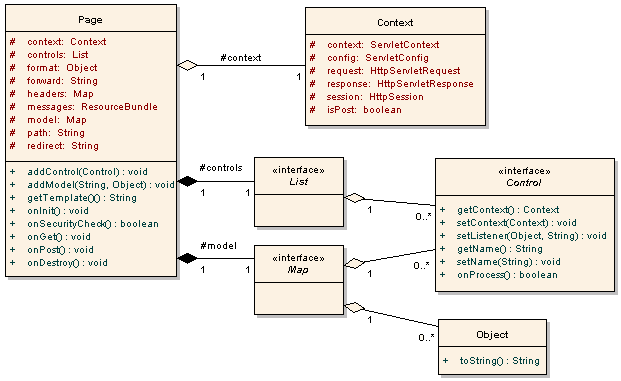 Page
# context: Context
# controls: List
# format: Object
# forward: String
# headers: Map
# messages: ResourceBundle
# model: Map
# path: String
# redirect: String
+ addControl(Control) : void
+ addModel(String, Object) : void
+ getTemplate()() : String
+ onInit() : void
+ onSecurityCheck() : boolean
+ onGet() : void
+ onPost() : void
+ onDestroy() : void
#context
1
1
Context
# context: ServletContext
# config: ServletConfig
# request: HttpServletRequest
# response: HttpServletResponse
# session: HttpSession
# isPost: boolean
#controls
1
1
«interface»
List
1
0..*
«interface»
Control
+ getContext() : Context
+ setContext(Context) : void
+ setListener(Object, String) : void
+ getName() : String
+ setName(String) : void
+ onProcess() : boolean
#model
1
1
«interface»
Map
1
0..*
1
0..*
Object
+ toString() : String